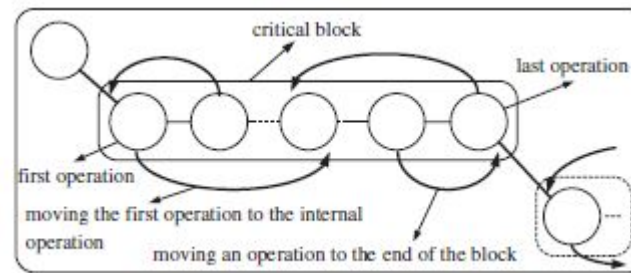 critical block
last operation
first operation
moving the first operation to the internal
operation
moving an operation to the end of the block